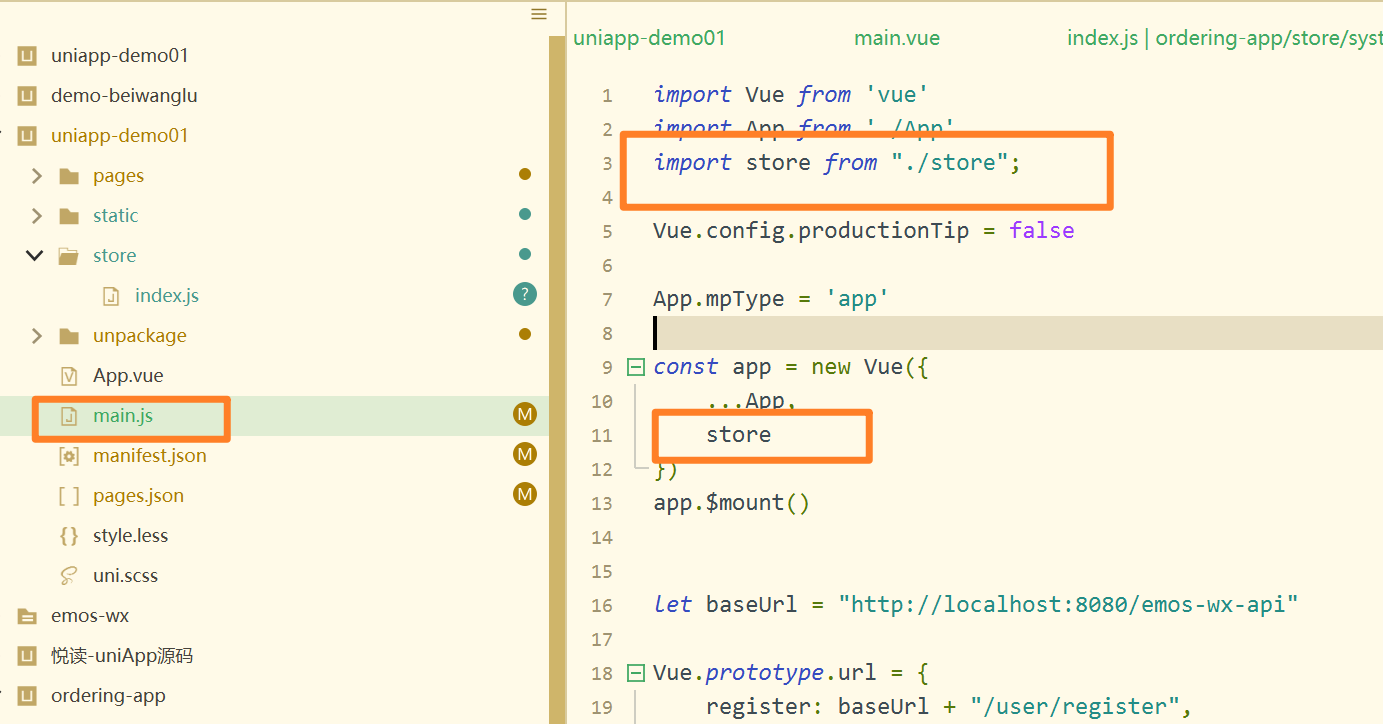 uniapp-demo01
demo-beiwanglu
uniapp-demo01
pages
static
store
index.js
?
unpackage
App.vue
main.js
M
manifest.json
M
pages.json
M
style.less
uni.scss
emos-wx
悦读-uniApp源码
ordering-app
uniapp-demo01 main.vue index.js | ordering-app/store/syst
1 import Vue from 'vue'
2 import App from './App'
3 import store from "./store";
4
5 Vue.config.productionTip = false
6
7 App.mpType = 'app'
8
9 const app = new Vue({
10 ...App,
11 store
12 })
13 app.$mount()
14
15
16 let baseUrl = "http://localhost:8080/emos-wx-api"
17
18 Vue.prototype.url = {
19 register: baseUrl + "/user/register",